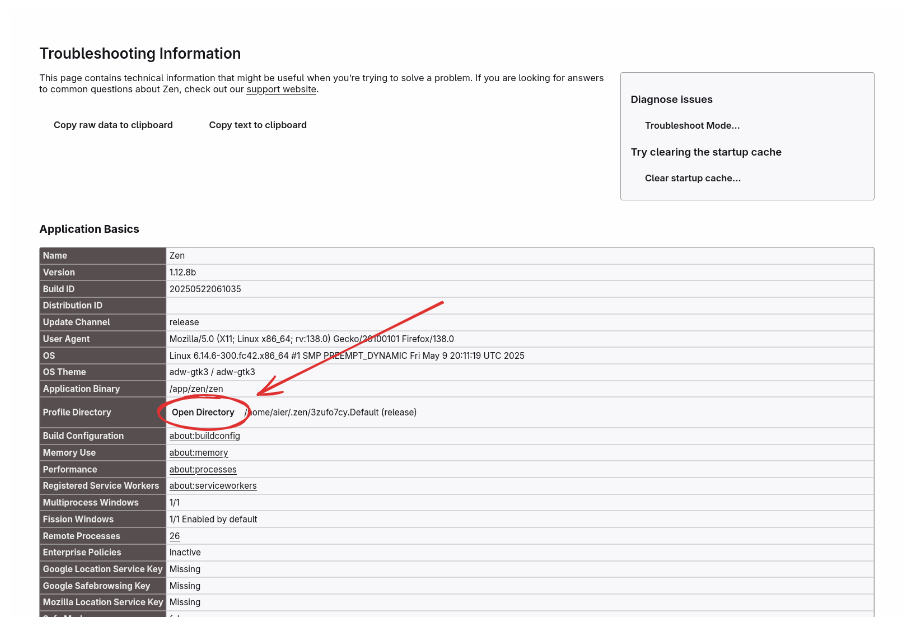 Troubleshooting Information
This page contains technical information that might be useful when you're trying to solve a problem. If you are looking for answers
to common questions about Zen, check out our support website.
Copy raw data to clipboard Copy text to clipboard
Diagnose issues
Troubleshoot Mode...
Try clearing the startup cache
Clear startup cache...
Application Basics
Name Zen
Version 1.12.8b
Build ID 20250522061035
Distribution ID
Update Channel release
User Agent Mozilla/5.0 (X11; Linux x86_64; rv:138.0) Gecko/20100101 Firefox/138.0
OS Linux 6.14.6-300.fc42.x86_64 #1 SMP PREEMPT_DYNAMIC Fri May 9 20:11:19 UTC 2025
OS Theme adw-gtk3 / adw-gtk3
Application Binary /app/zen/zen
Profile Directory Open Directory /home/aier/.zen/3zufo7cy.Default (release)
Build Configuration about:buildconfig
Memory Use about:memory
Performance about:processes
Registered Service Workers about:serviceworkers
Multiprocess Windows 1/1
Fission Windows 1/1 Enabled by default
Remote Processes 26
Enterprise Policies Inactive
Google Location Service Key Missing
Google Safebrowsing Key Missing
Mozilla Location Service Key Missing